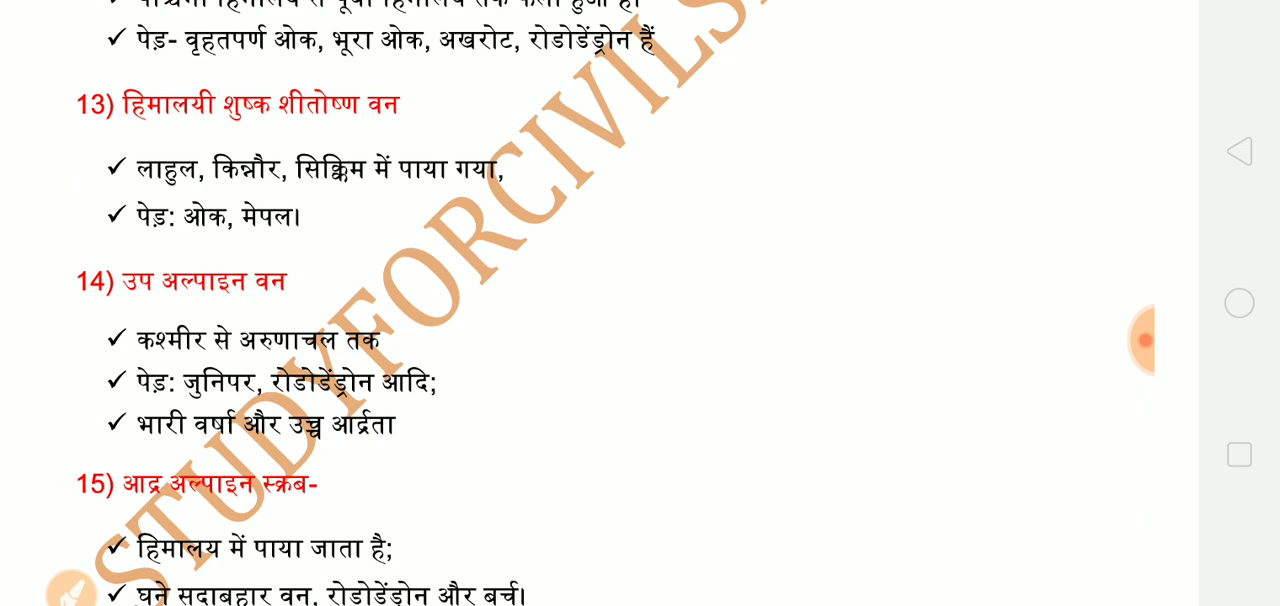 ✓ पेड़- वृहतपर्ण ओक, भूरा ओक, अखरोट, रोडोडेंड्रोन हैं
13) हिमालयी शुष्क शीतोष्ण वन
✓ लाहुल, किन्नौर, सिक्किम में पाया गया,
✓ पेड़: ओक, मेपल।
14) उप अल्पाइन वन
✓ कश्मीर से अरुणाचल तक
✓ पेड़: जुनिपर, रोडोडेंड्रोन आदि;
✓ भारी वर्षा और उच्च आर्द्रता
15) आद्र अल्पाइन स्क्रब-
✓ हिमालय में पाया जाता है;
✓ घने सदाबहार वन, रोडोडेंड्रोन और बर्च।
STUDYFORCIVILS